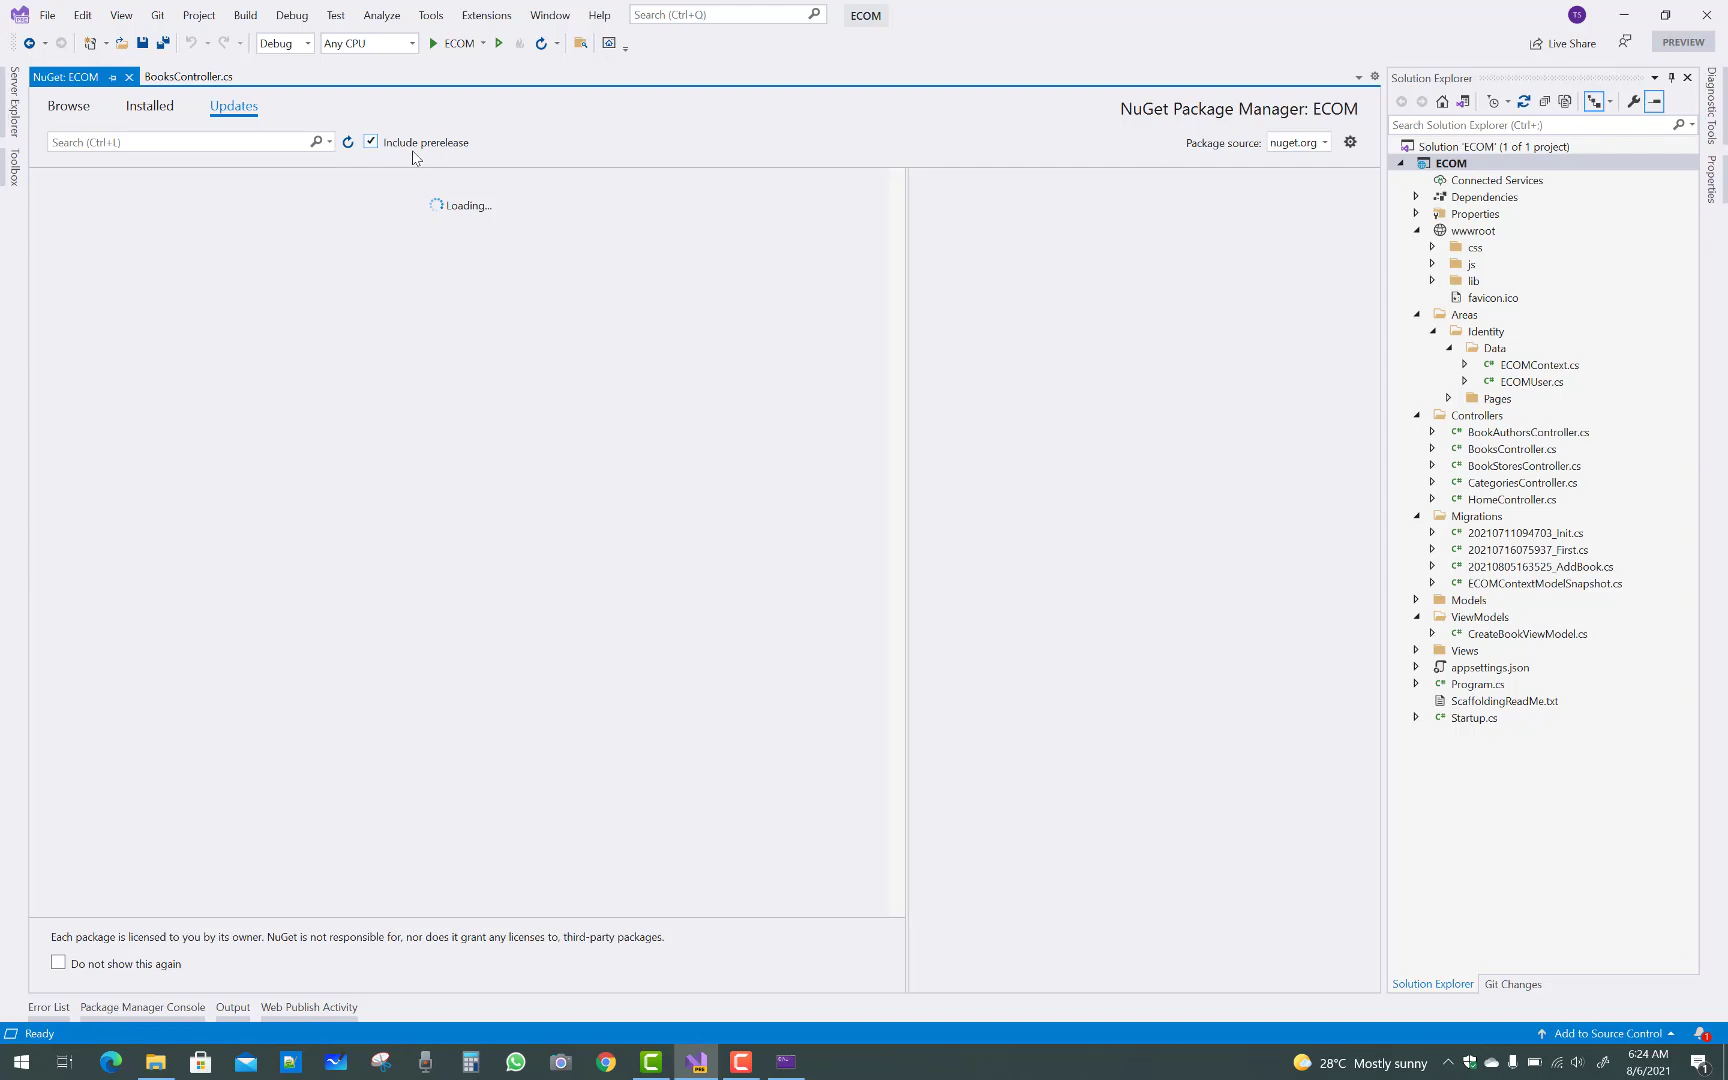 File Edit View Git Project Build Debug Test Analyze Tools Extensions Window Help Search (Ctrl+Q) ECOM TS
Debug Any CPU ECOM Live Share PREVIEW
NuGet: ECOM BooksController.cs
Browse Installed Updates
NuGet Package Manager: ECOM
Search (Ctrl+L) Include prerelease
Package source: nuget.org
Loading...
Each package is licensed to you by its owner. NuGet is not responsible for, nor does it grant any licenses to, third-party packages.
Do not show this again
Server Explorer
Toolbox
Solution Explorer
Search Solution Explorer (Ctrl+;)
Solution 'ECOM' (1 of 1 project)
ECOM
Connected Services
Dependencies
Properties
wwwroot
css
js
lib
favicon.ico
Areas
Identity
Data
C# ECOMContext.cs
C# ECOMUser.cs
Pages
Controllers
C# BookAuthorsController.cs
C# BooksController.cs
C# BookStoresController.cs
C# CategoriesController.cs
C# HomeController.cs
Migrations
C# 20210711094703_Init.cs
C# 20210716075937_First.cs
C# 20210805163525_AddBook.cs
C# ECOMContextModelSnapshot.cs
Models
ViewModels
C# CreateBookViewModel.cs
Views
appsettings.json
C# Program.cs
ScaffoldingReadMe.txt
C# Startup.cs
Solution Explorer Git Changes
Diagnostic Tools
Properties
Error List Package Manager Console Output Web Publish Activity
Ready
Add to Source Control 1
28°C Mostly sunny
6:24 AM
8/6/2021
1